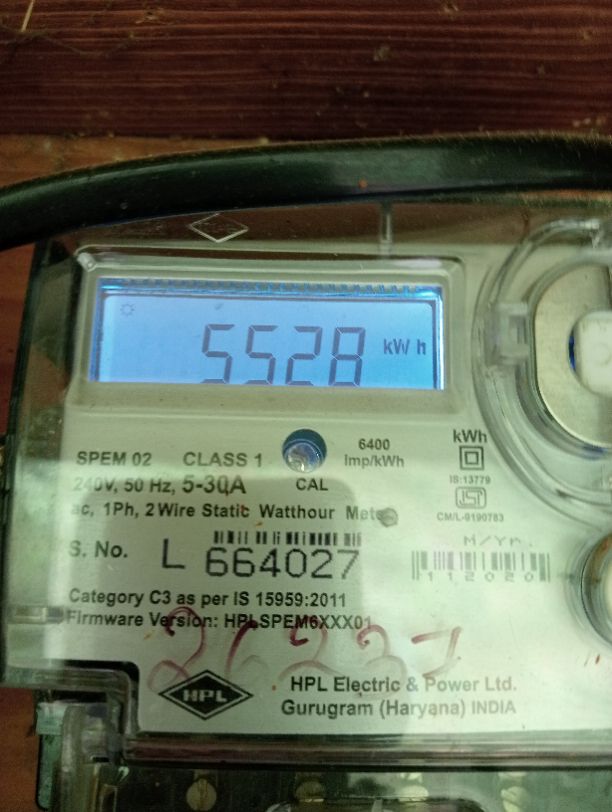 5528 kW h
SPEM 02 CLASS 1
6400 imp/kWh
kWh
240V, 50 Hz, 5-30A
CAL
IS:13779
ISI
CM/L-9190783
ac, 1Ph, 2 Wire Static Watthour Meter
S. No. L 664027
M/Yr.
112020
Category C3 as per IS 15959:2011
Firmware Version: HPLSPEM6XXX01
HPL
HPL Electric & Power Ltd.
Gurugram (Haryana) INDIA